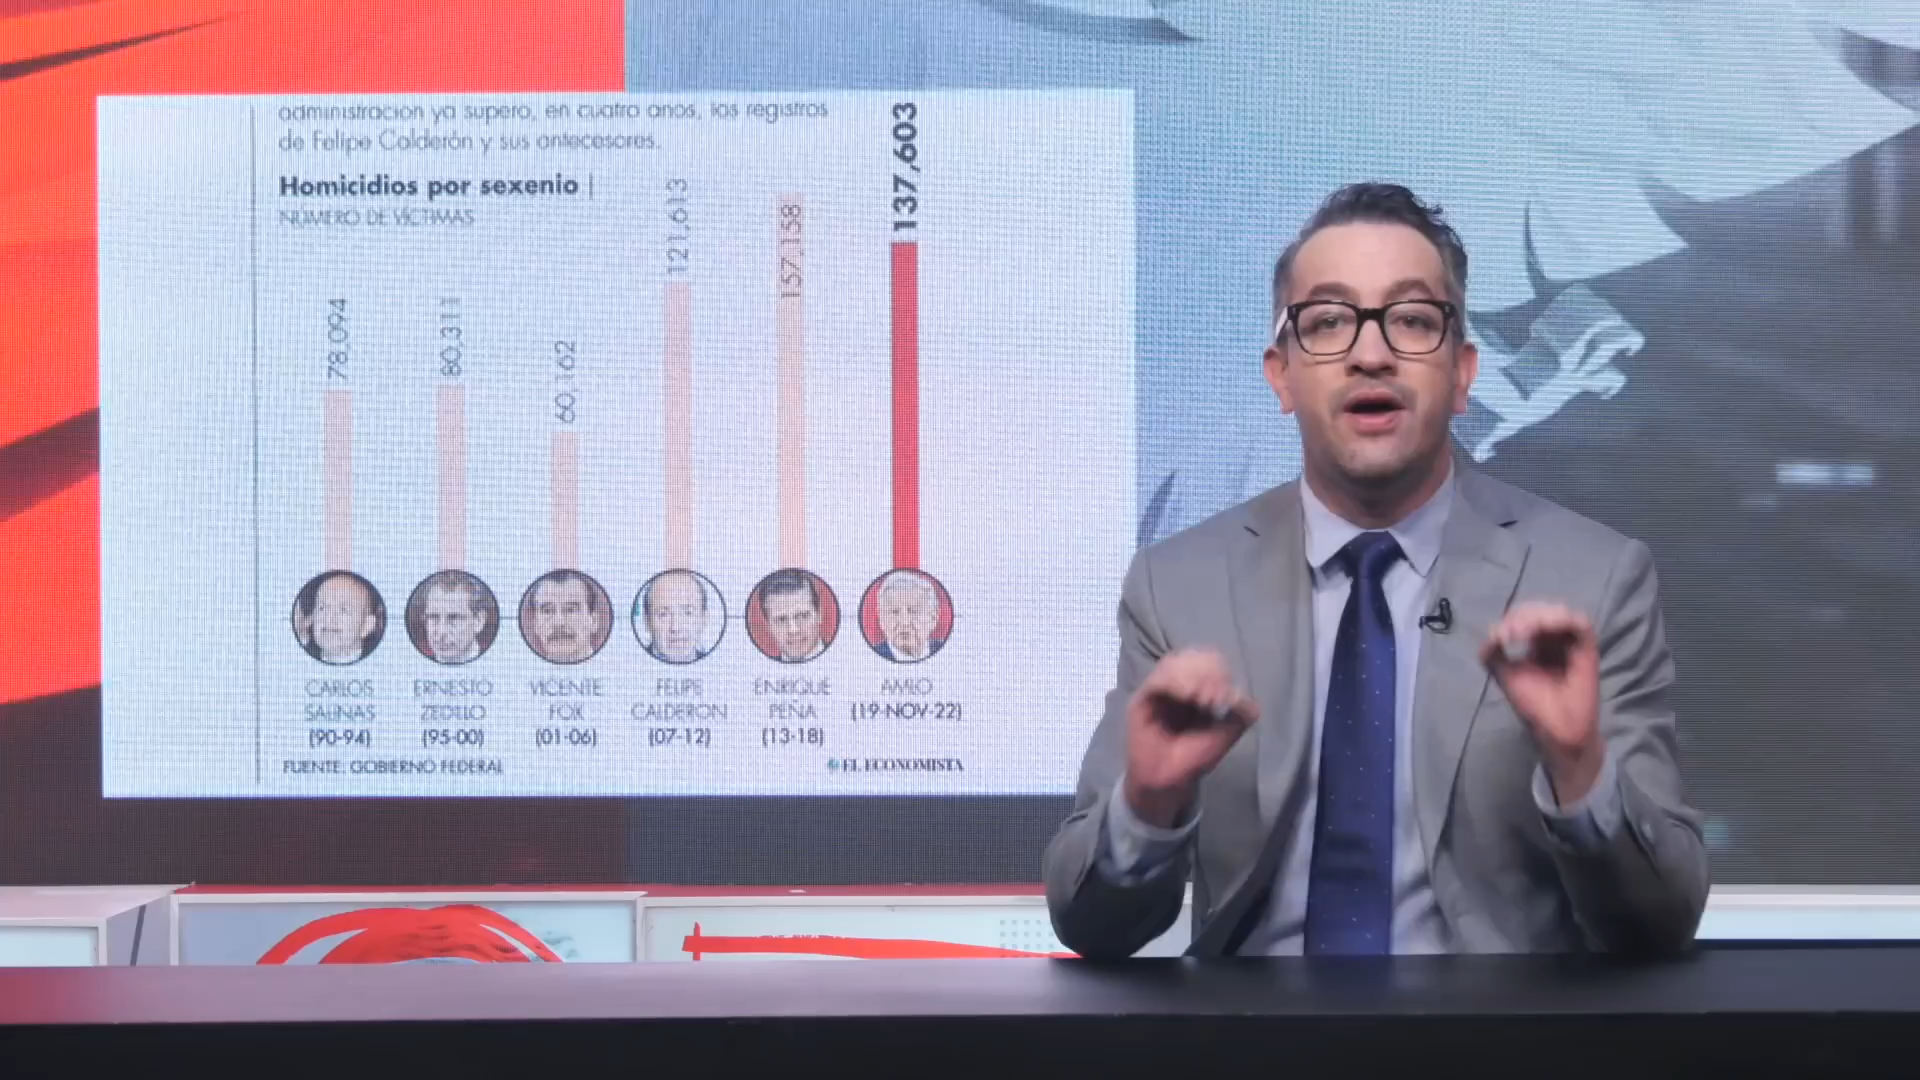 administracion ya supero, en cuatro anos, los registros
de Felipe Calderón y sus antecesores.
Homicidios por sexenio |
NÚMERO DE VÍCTIMAS
78,094
80,311
60,162
121,613
157,158
137,603
CARLOS SALINAS (90-94)
ERNESTO ZEDILLO (95-00)
VICENTE FOX (01-06)
FELIPE CALDERÓN (07-12)
ENRIQUE PEÑA (13-18)
AMLO (19-NOV-22)
FUENTE: GOBIERNO FEDERAL
EL ECONOMISTA